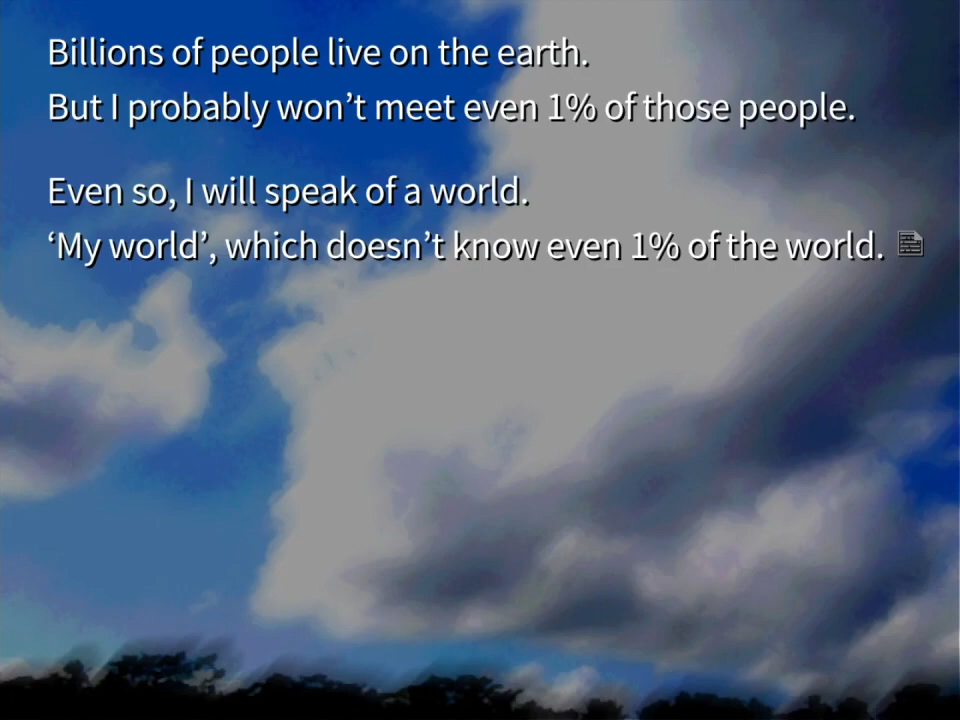 Billions of people live on the earth.
But I probably won’t meet even 1% of those people.
Even so, I will speak of a world.
‘My world’, which doesn’t know even 1% of the world.